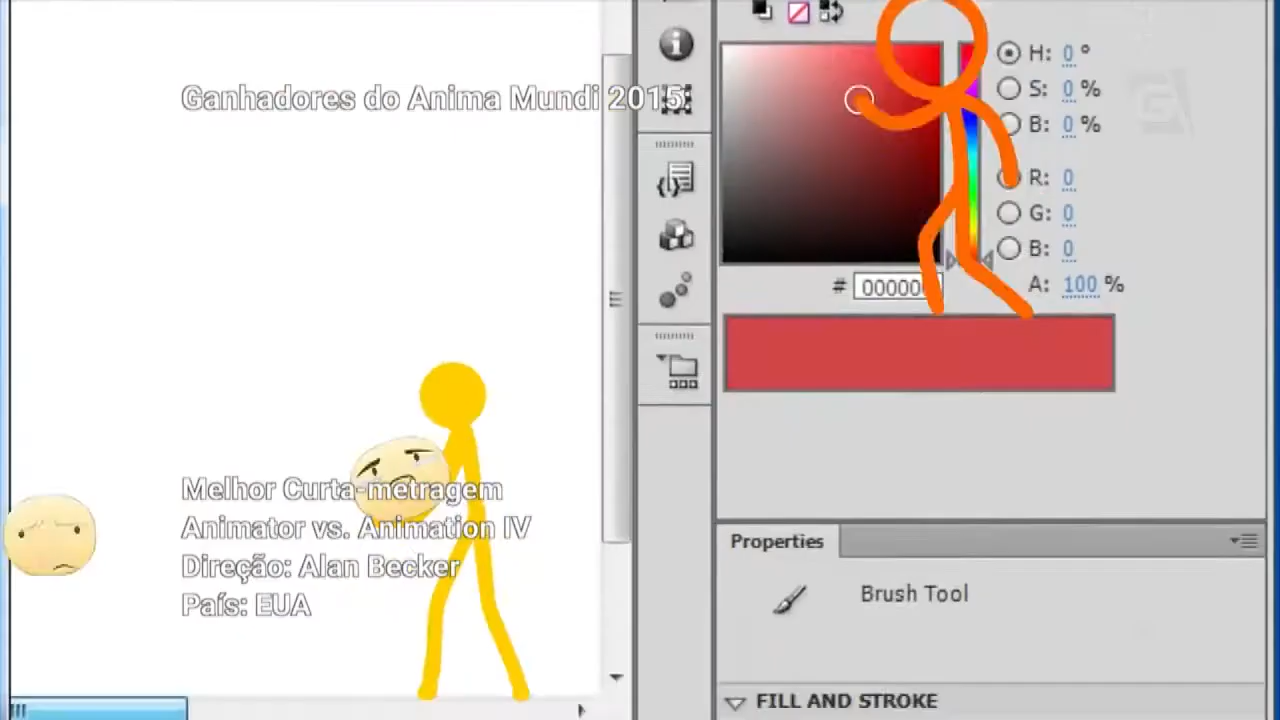 Ganhadores do Anima Mundi 2015:
H: 0 °
S: 0 %
B: 0 %
R: 0
G: 0
B: 0
# 00000
A: 100 %
Melhor Curta-metragem
Animator vs. Animation IV
Direção: Alan Becker
País: EUA
Properties
Brush Tool
FILL AND STROKE